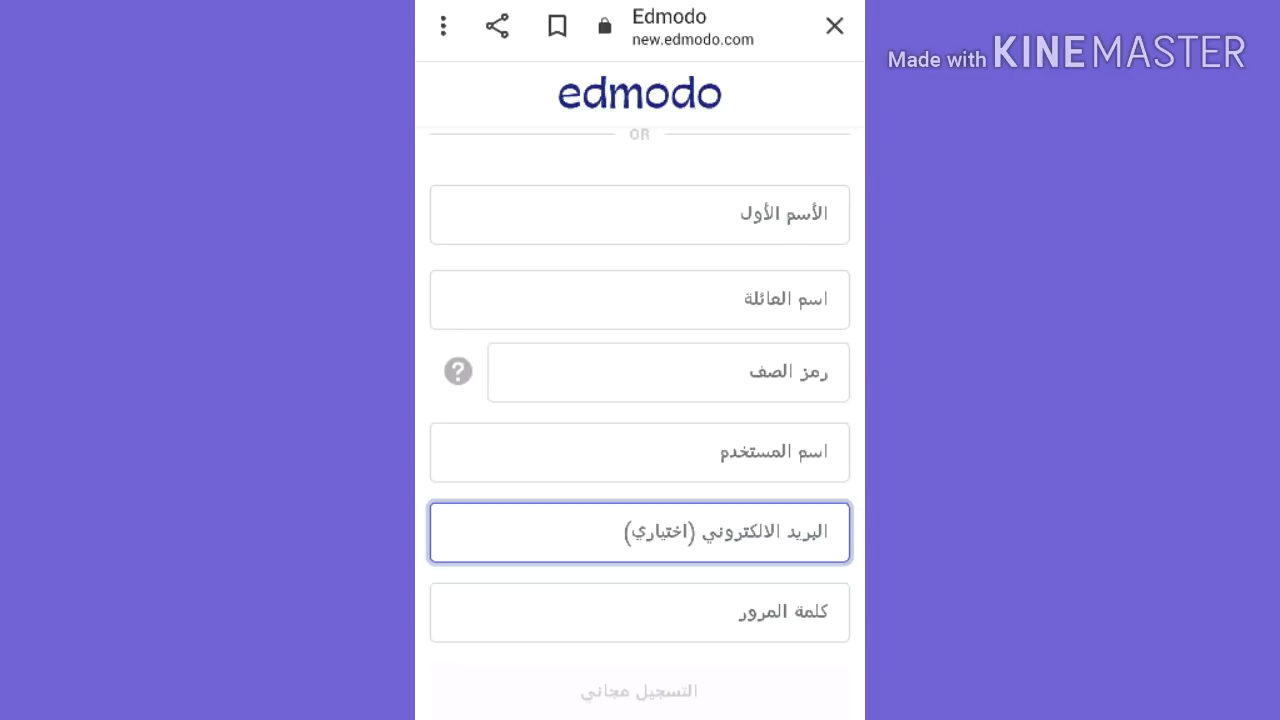 Edmodo
new.edmodo.com
Made with KINEMASTER
edmodo
OR
الأسم الأول
اسم العائلة
رمز الصف
?
اسم المستخدم
البريد الالكتروني (اختياري)
كلمة المرور
التسجيل مجاني